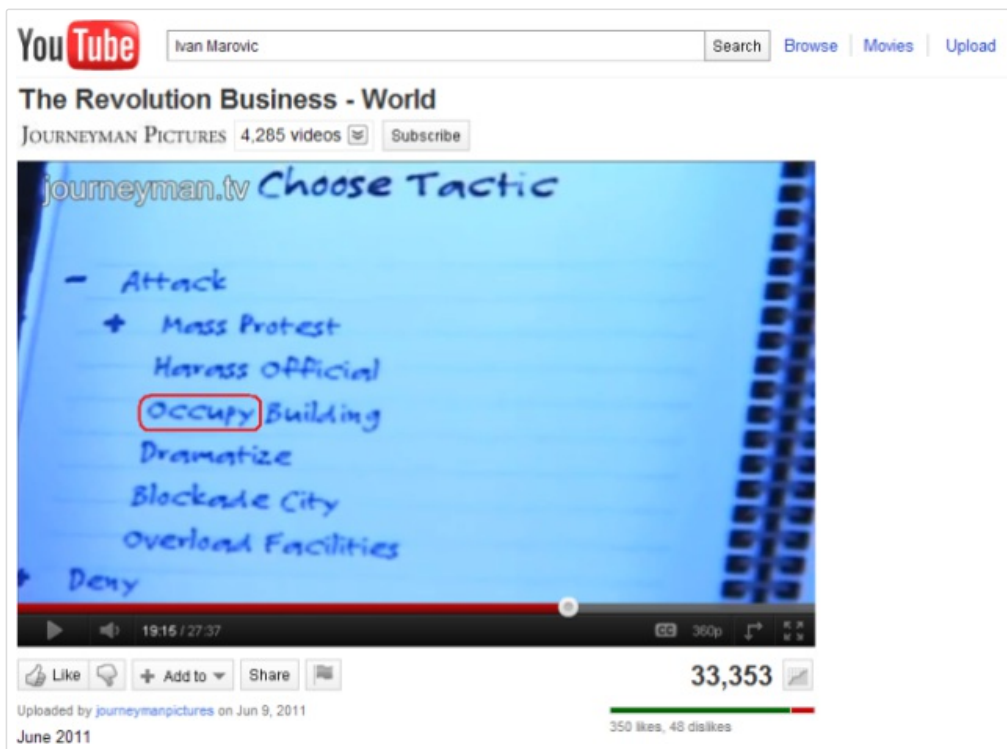 YouTube Ivan Marovic Search Browse Movies Upload
The Revolution Business - World
JOURNEYMAN PICTURES 4,285 videos Subscribe
journeyman.tv Choose Tactic
- Attack
+ Mass Protest
Harass Official
Occupy Building
Dramatize
Blockade City
Overload Facilities
+ Deny
19:15 / 27:37 CC 360p
Like + Add to Share 33,353
Uploaded by journeymanpictures on Jun 9, 2011
350 likes, 48 dislikes
June 2011